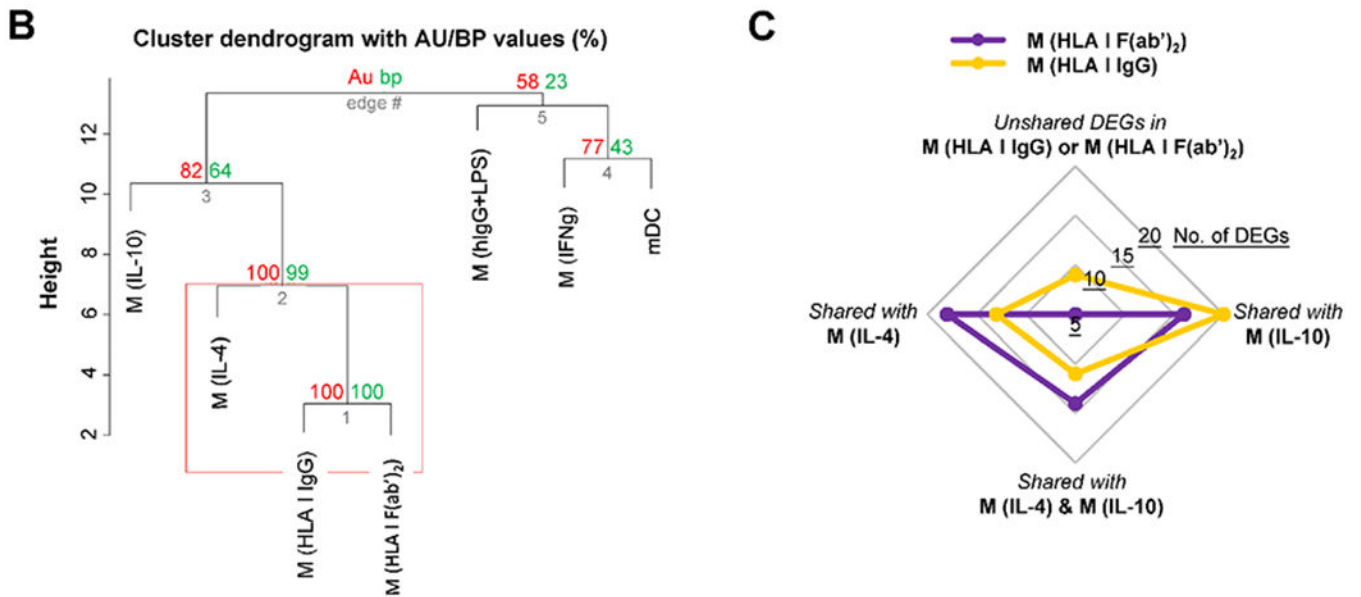 B
Cluster dendrogram with AU/BP values (%)
Au bp
edge #
58 23
5
77 43
4
82 64
3
100 99
2
100 100
1
Height
12
10
8
6
4
2
M (IL-10)
M (IL-4)
M (HLA I IgG)
M (HLA I F(ab')₂)
M (hIgG+LPS)
M (IFNg)
mDC
C
M (HLA I F(ab')₂)
M (HLA I IgG)
Unshared DEGs in
M (HLA I IgG) or M (HLA I F(ab')₂)
20 No. of DEGs
15
10
5
Shared with
M (IL-4)
Shared with
M (IL-10)
Shared with
M (IL-4) & M (IL-10)